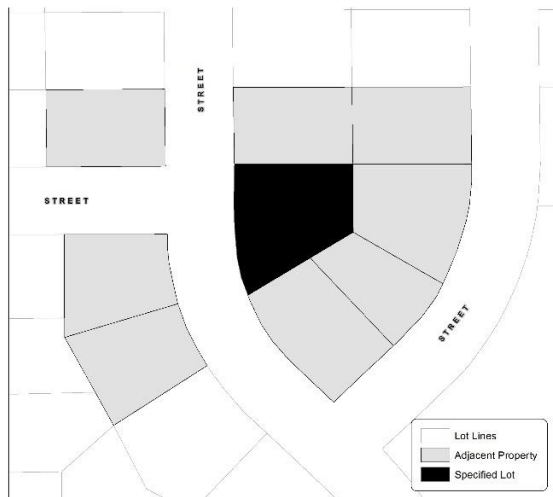 STREET
STREET
STREET
Lot Lines
Adjacent Property
Specified Lot